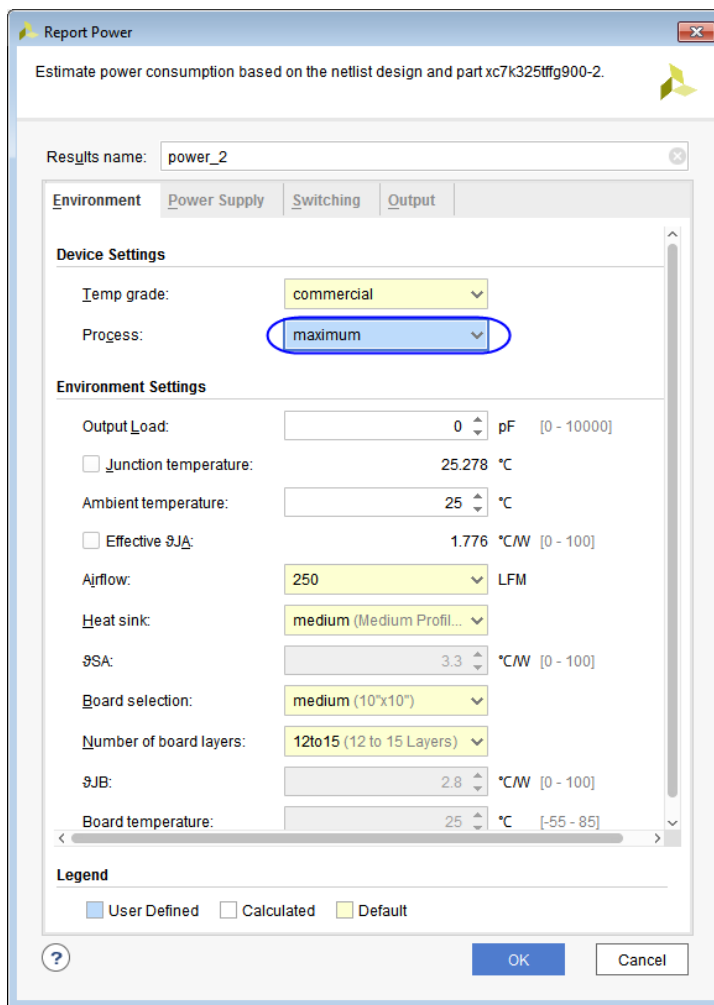 Report Power
Estimate power consumption based on the netlist design and part xc7k325tffg900-2.
Results name: power_2
Environment Power Supply Switching Output
Device Settings
Temp grade: commercial
Process: maximum
Environment Settings
Output Load: 0 pF [0 - 10000]
Junction temperature: 25.278 °C
Ambient temperature: 25 °C
Effective ϑJA: 1.776 °C/W [0 - 100]
Airflow: 250 LFM
Heat sink: medium (Medium Profil...
ϑSA: 3.3 °C/W [0 - 100]
Board selection: medium (10"x10")
Number of board layers: 12to15 (12 to 15 Layers)
ϑJB: 2.8 °C/W [0 - 100]
Board temperature: 25 °C [-55 - 85]
Legend
User Defined Calculated Default
? OK Cancel